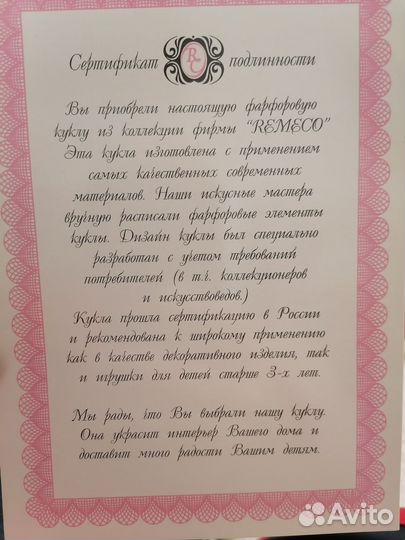 Сертификат RC подлинности
Вы приобрели настоящую фарфоровую
куклу из коллекции фирмы "REMECO"
Эта кукла изготовлена с применением
самых качественных современных
материалов. Наши искусные мастера
вручную расписали фарфоровые элементы
куклы. Дизайн куклы был специально
разработан с учетом требований
потребителей (в т.ч. коллекционеров
и искусствоведов.)
Кукла прошла сертификацию в России
и рекомендована к широкому применению
как в качестве декоративного изделия, так
и игрушки для детей старше 3-х лет.
Мы рады, что Вы выбрали нашу куклу.
Она украсит интерьер Вашего дома и
доставит много радости Вашим детям.
Avito